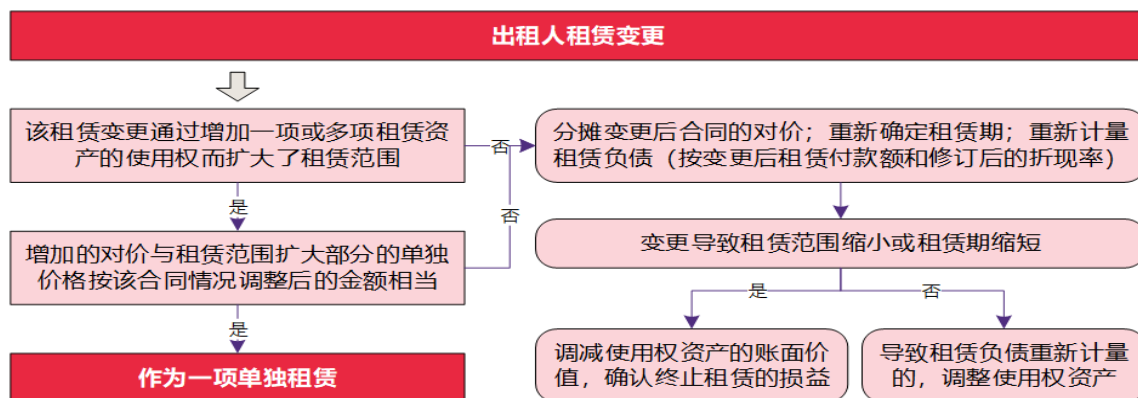 出租人租赁变更
该租赁变更通过增加一项或多项租赁资
产的使用权而扩大了租赁范围
否
分摊变更后合同的对价；重新确定租赁期；重新计量
租赁负债（按变更后租赁付款额和修订后的折现率）
是
否
增加的对价与租赁范围扩大部分的单独
价格按该合同情况调整后的金额相当
变更导致租赁范围缩小或租赁期缩短
是
是
否
作为一项单独租赁
调减使用权资产的账面价
值，确认终止租赁的损益
导致租赁负债重新计量
的，调整使用权资产